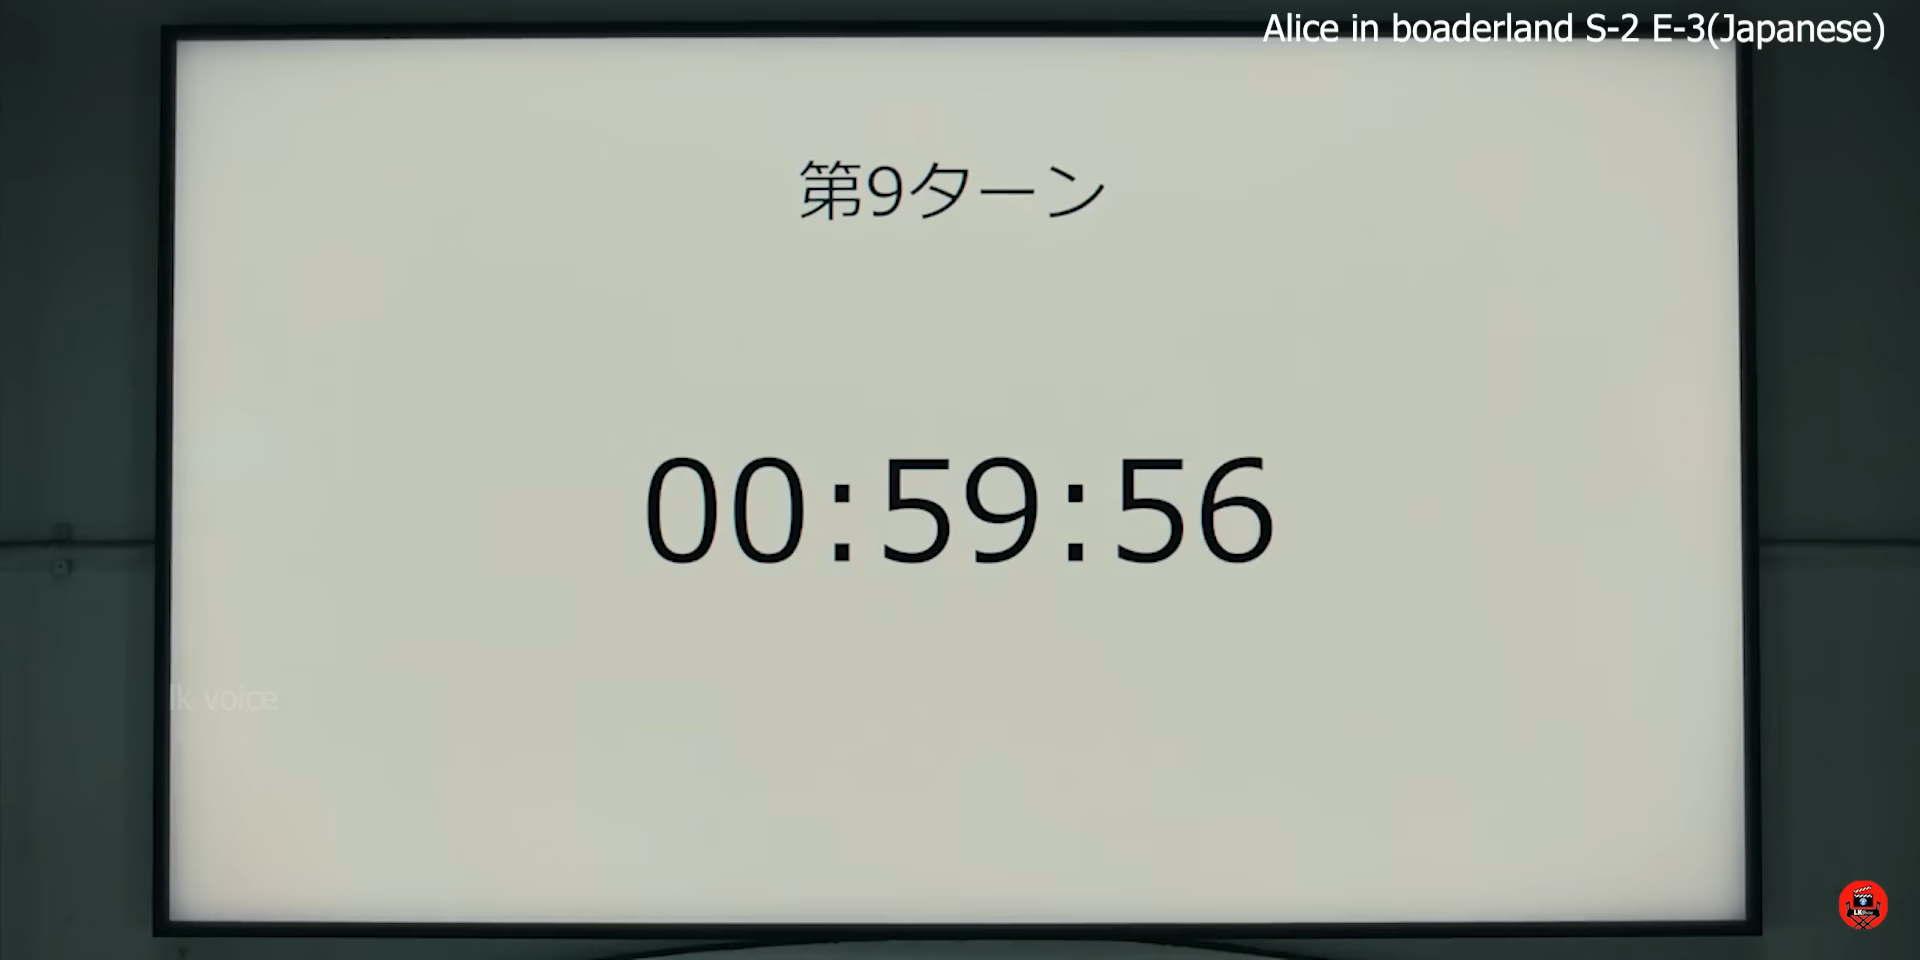 Alice in boaderland S-2 E-3(Japanese)
第9ターン
00:59:56
lk voice